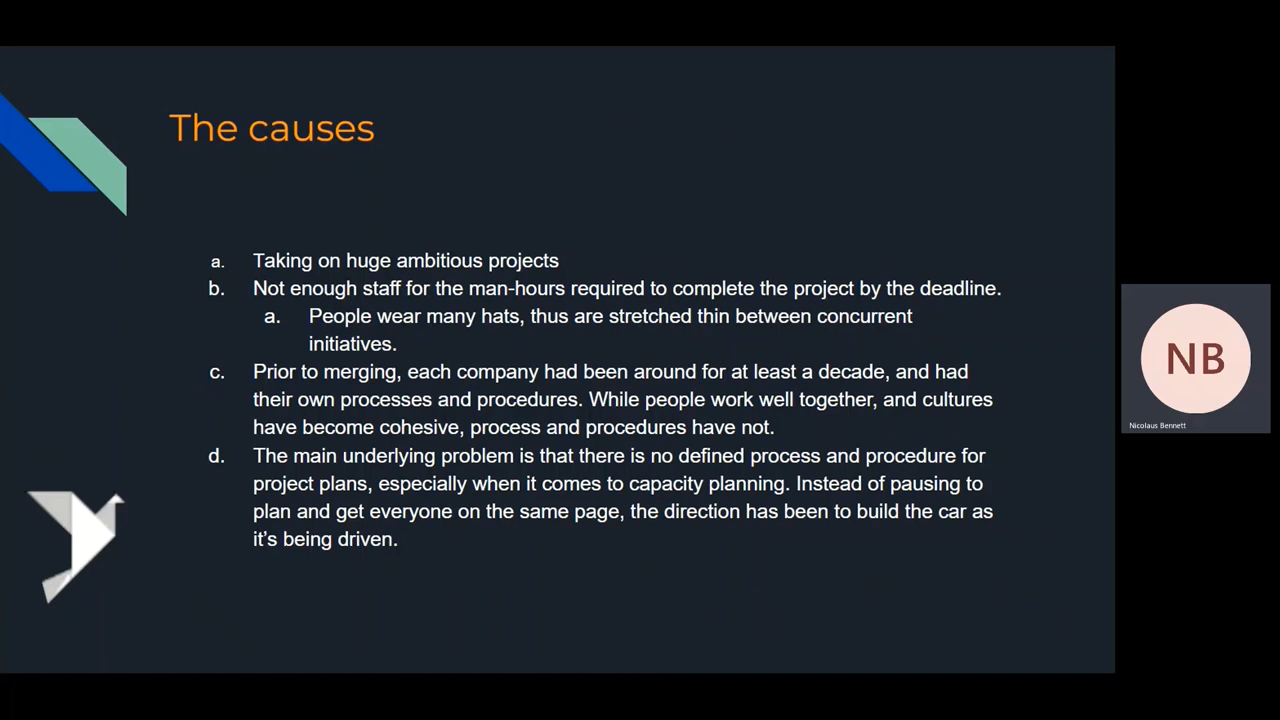 The causes
a. Taking on huge ambitious projects
b. Not enough staff for the man-hours required to complete the project by the deadline.
a. People wear many hats, thus are stretched thin between concurrent
initiatives.
c. Prior to merging, each company had been around for at least a decade, and had
their own processes and procedures. While people work well together, and cultures
have become cohesive, process and procedures have not.
d. The main underlying problem is that there is no defined process and procedure for
project plans, especially when it comes to capacity planning. Instead of pausing to
plan and get everyone on the same page, the direction has been to build the car as
it's being driven.
NB
Nicolaus Bennett